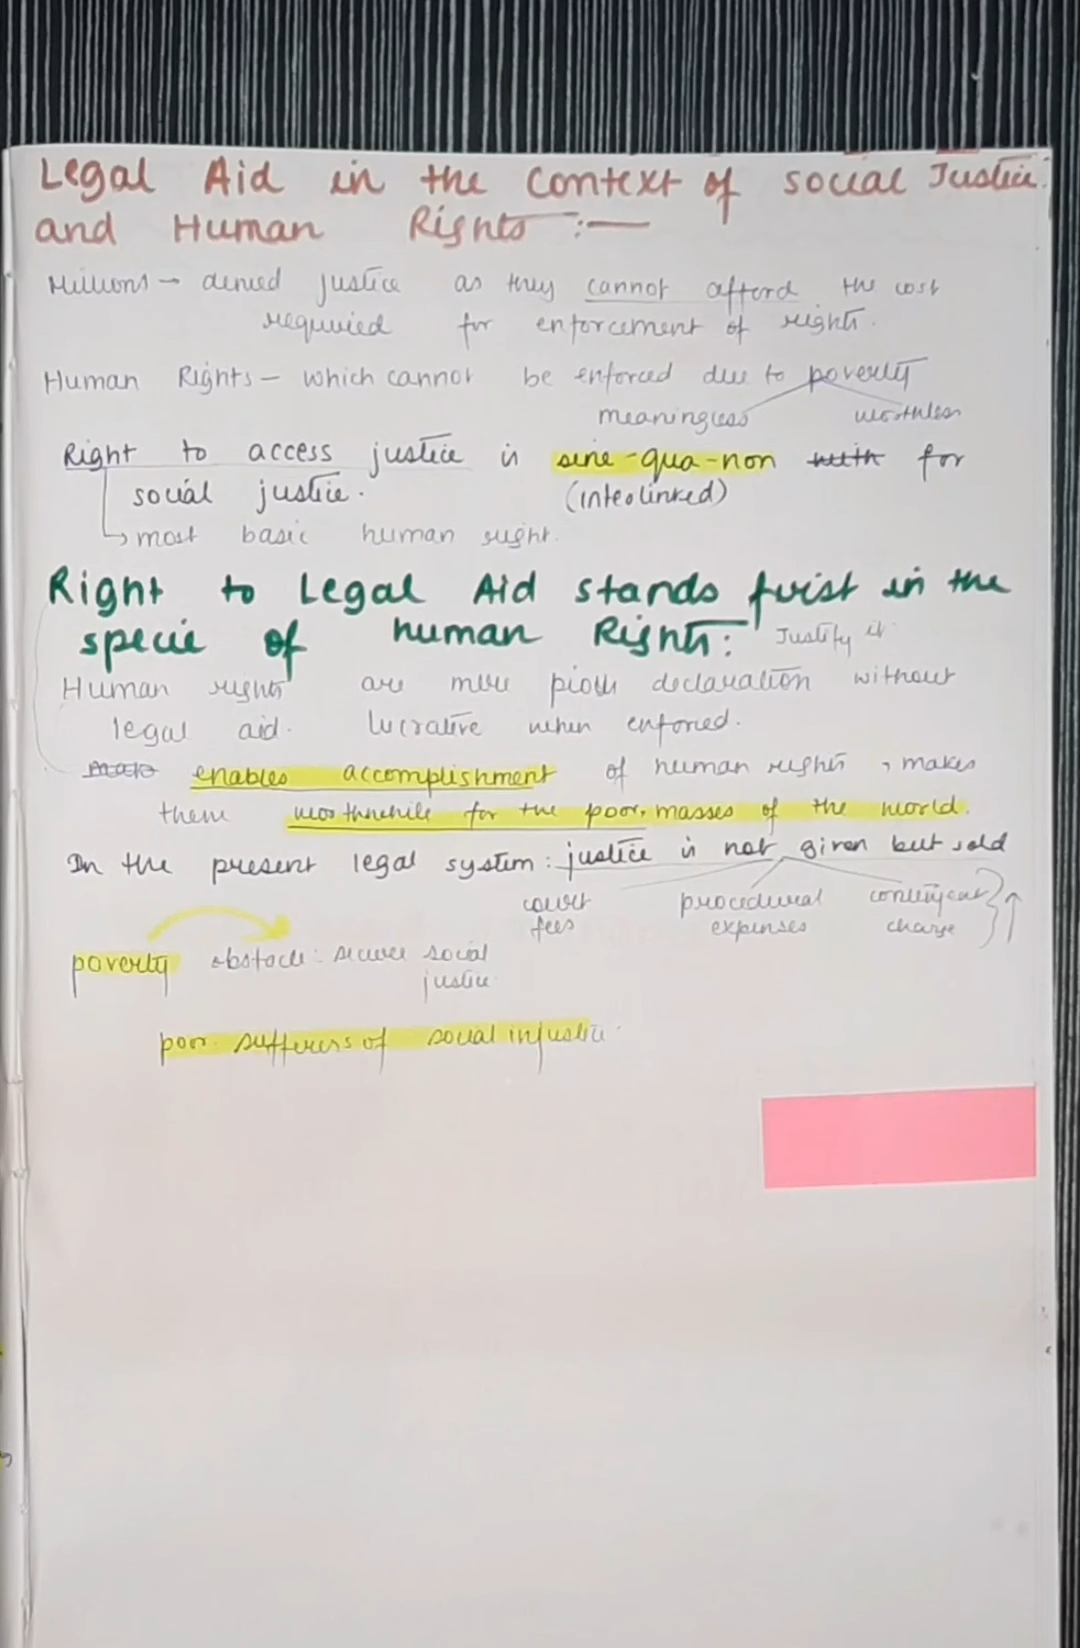 Legal Aid in the context of social Justice
and Human Rights :—
Millions → denied justice as they cannot afford the cost
required for enforcement of rights.
Human Rights – which cannot be enforced due to poverty
meaningless worthless
Right to access justice is sine-qua-non with for
social justice. (interlinked)
↳ most basic human right.
Right to Legal Aid stands first in the
specie of human Rights: Justify it
Human rights are mere pious declaration without
legal aid. lucrative when enforced.
enables accomplishment of human rights, makes
them worthwhile for the poor, masses of the world.
In the present legal system: justice is not given but sold
court procedural contingent
fees expenses charge
poverty obstacle: secure social
justice
poor sufferers of social injustice.